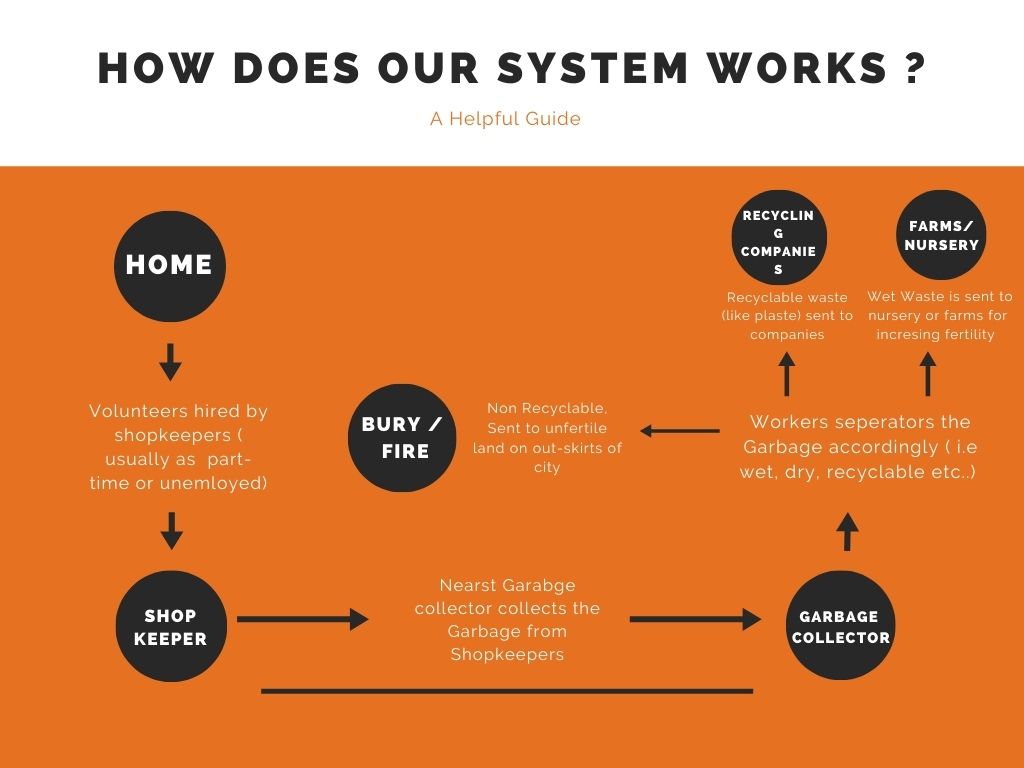 HOW DOES OUR SYSTEM WORKS ?
A Helpful Guide
HOME
Volunteers hired by
shopkeepers (
usually as part-
time or unemloyed)
SHOP
KEEPER
Nearst Garabge
collector collects the
Garbage from
Shopkeepers
GARBAGE
COLLECTOR
Workers seperators the
Garbage accordingly ( i.e
wet, dry, recyclable etc..)
RECYCLIN
G
COMPANIE
S
Recyclable waste
(like plaste) sent to
companies
FARMS/
NURSERY
Wet Waste is sent to
nursery or farms for
incresing fertility
Non Recyclable,
Sent to unfertile
land on out-skirts of
city
BURY /
FIRE